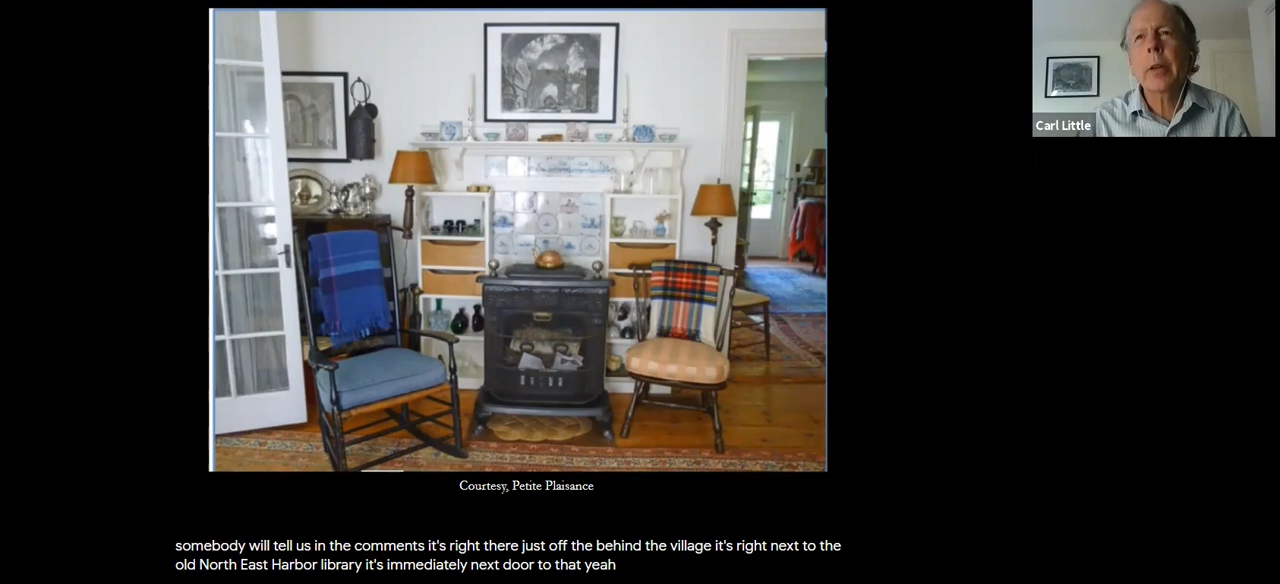 Carl Little
Courtesy, Petite Plaisance
somebody will tell us in the comments it's right there just off the behind the village it's right next to the
old North East Harbor library it's immediately next door to that yeah